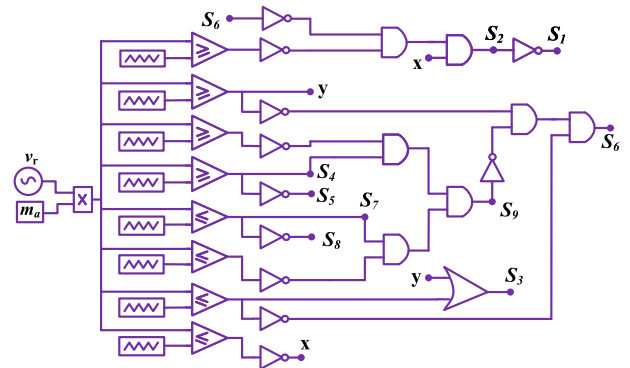 S6
S2
S1
x
≥
≥
y
≥
S6
vr
≥
S4
ma
X
S5
S7
S9
≤
S8
≤
y
S3
≤
≤
x